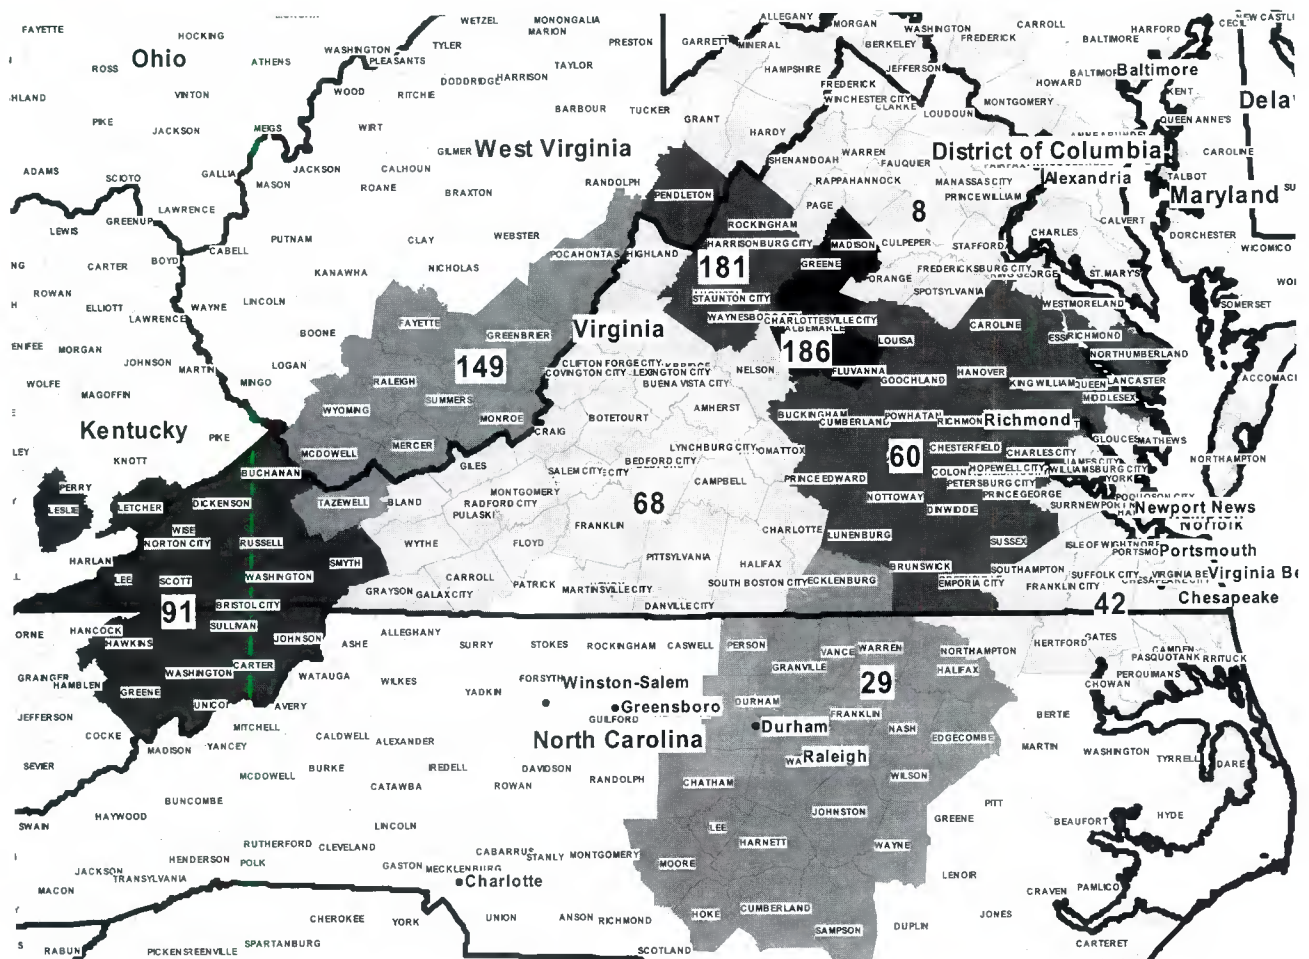 FAYETTE
HOCKING
WETZEL
MONONGALIA
MARION
ALLEGANY
MORGAN
WASHINGTON
FREDERICK
CARROLL
HARFORD
CECIL
NEW CASTL
Ohio
ROSS
ATHENS
WASHINGTON
PLEASANTS
TYLER
PRESTON
GARRETT
MINERAL
BERKELEY
BALTIMORE
HAMPSHIRE
JEFFERSON
HOWARD
Baltimore
VINTON
WOOD
RITCHIE
DODDRIDGE
HARRISON
TAYLOR
FREDERICK
WINCHESTER CITY
CLARKE
LOUDOUN
MONTGOMERY
KENT
Dela
PIKE
JACKSON
MEIGS
WIRT
BARBOUR
TUCKER
GRANT
HARDY
QUEEN ANNE'S
GILMER
West Virginia
SHENANDOAH
WARREN
FAUQUIER
District of Columbia
CAROLINE
ADAMS
SCIOTO
GALLIA
MASON
JACKSON
ROANE
CALHOUN
BRAXTON
RANDOLPH
PENDLETON
RAPPAHANNOCK
MANASSAS CITY
PRINCE WILLIAM
Alexandria
TALBOT
Maryland
GREENUP
LAWRENCE
LEWIS
CABELL
PUTNAM
CLAY
WEBSTER
PAGE
8
CALVERT
CHARLES
DORCHESTER
WICOMICO
ROCKINGHAM
HARRISONBURG CITY
MADISON
CULPEPER
STAFFORD
CARTER
BOYD
KANAWHA
NICHOLAS
POCAHONTAS
HIGHLAND
181
GREENE
ORANGE
FREDERICKSBURG CITY
KING GEORGE
ST. MARY'S
ROWAN
ELLIOTT
LAWRENCE
WAYNE
LINCOLN
STAUNTON CITY
SPOTSYLVANIA
WESTMORELAND
SOMERSET
BOONE
FAYETTE
GREENBRIER
Virginia
CHARLOTTESVILLE CITY
ALBEMARLE
LOUISA
CAROLINE
RICHMOND
MORGAN
JOHNSON
MARTIN
LOGAN
149
CLIFTON FORGE CITY
COVINGTON CITY
LEXINGTON CITY
BUENA VISTA CITY
NELSON
186
FLUVANNA
GOOCHLAND
HANOVER
NORTHUMBERLAND
WOLFE
MAGOFFIN
MINGO
RALEIGH
WYOMING
SUMMERS
MONROE
KING WILLIAM
QUEEN
LANCASTER
MIDDLESEX
Kentucky
PIKE
CRAIG
BOTETOURT
AMHERST
BUCKINGHAM
CUMBERLAND
POWHATAN
Richmond
MATHEWS
KNOTT
MCDOWELL
MERCER
GILES
LYNCHBURG CITY
60
CHESTERFIELD
CHARLES CITY
NORTHAMPTON
PERRY
LESLIE
LETCHER
BUCHANAN
DICKENSON
TAZEWELL
BLAND
SALEM CITY
BEDFORD CITY
MONTGOMERY
RADFORD CITY
PULASKI
CAMPBELL
PRINCE EDWARD
NOTTOWAY
HOPEWELL CITY
WILLIAMSBURG CITY
YORK
PETERSBURG CITY
PRINCE GEORGE
DINWIDDIE
68
Newport News
Norfolk
WISE
NORTON CITY
RUSSELL
WYTHE
FLOYD
FRANKLIN
CHARLOTTE
LUNENBURG
SUSSEX
Portsmouth
HARLAN
LEE
SCOTT
WASHINGTON
SMYTH
PITTSYLVANIA
HALIFAX
BRUNSWICK
SOUTHAMPTON
SUFFOLK CITY
Virginia Be
GRAYSON
GALAX CITY
CARROLL
PATRICK
MARTINSVILLE CITY
SOUTH BOSTON CITY
ECKLENBURG
EMPORIA CITY
FRANKLIN CITY
Chesapeake
91
BRISTOL CITY
DANVILLE CITY
42
HANCOCK
HAWKINS
SULLIVAN
JOHNSON
ASHE
ALLEGHANY
SURRY
STOKES
ROCKINGHAM
CASWELL
PERSON
VANCE
WARREN
NORTHAMPTON
HERTFORD
GATES
CAMDEN
PASQUOTANK
PERQUIMANS
GRAINGER
HAMBLEN
WASHINGTON
CARTER
WATAUGA
WILKES
YADKIN
FORSYTH
Winston-Salem
GRANVILLE
29
HALIFAX
CHOWAN
GREENE
UNICOI
AVERY
Greensboro
GUILFORD
DURHAM
Durham
FRANKLIN
NASH
EDGECOMBE
BERTIE
JEFFERSON
COCKE
MADISON
YANCEY
MITCHELL
CALDWELL
ALEXANDER
North Carolina
Raleigh
MARTIN
WASHINGTON
TYRRELL
DARE
SEVIER
MCDOWELL
BURKE
IREDELL
DAVIDSON
RANDOLPH
CHATHAM
WILSON
CATAWBA
ROWAN
BUNCOMBE
HAYWOOD
SWAIN
LINCOLN
LEE
JOHNSTON
PITT
GREENE
BEAUFORT
HYDE
RUTHERFORD
CLEVELAND
HENDERSON
POLK
GASTON
MECKLENBURG
CABARRUS
STANLY
MONTGOMERY
MOORE
HARNETT
WAYNE
LENOIR
JACKSON
TRANSYLVANIA
MACON
Charlotte
CRAVEN
PAMLICO
CHEROKEE
YORK
UNION
ANSON
RICHMOND
HOKE
CUMBERLAND
SAMPSON
DUPLIN
JONES
CARTERET
RABUN
PICKENS
GREENVILLE
SPARTANBURG
SCOTLAND